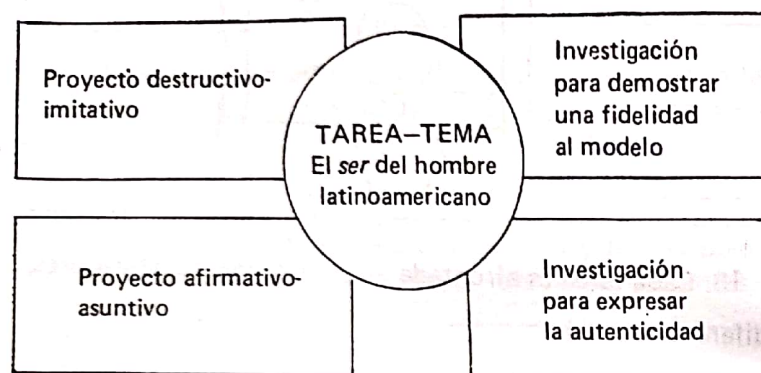 Proyecto destructivo-
imitativo
Investigación
para demostrar
una fidelidad
al modelo
TAREA–TEMA
El ser del hombre
latinoamericano
Proyecto afirmativo-
asuntivo
Investigación
para expresar
la autenticidad